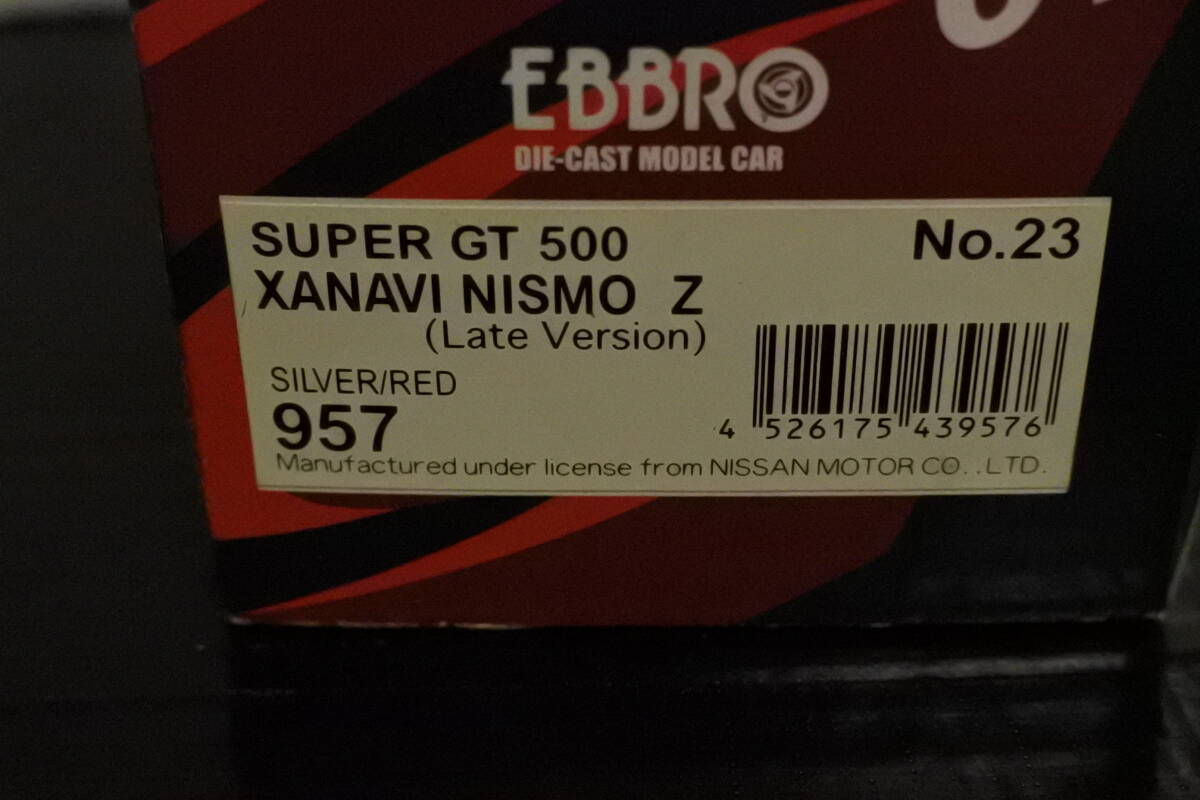 EBBRO
DIE-CAST MODEL CAR
SUPER GT 500 No.23
XANAVI NISMO Z
(Late Version)
SILVER/RED
957
4 526175 439576
Manufactured under license from NISSAN MOTOR CO..LTD.